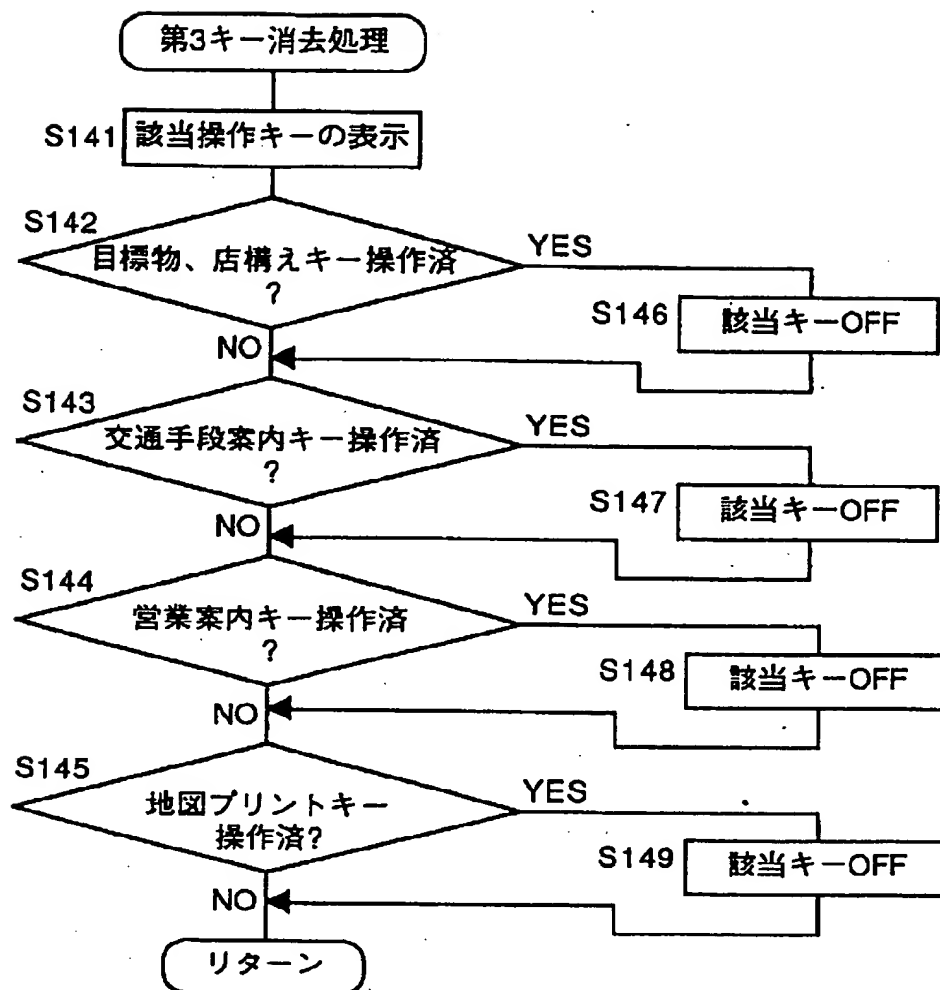 第3キー消去処理
S141
該当操作キーの表示
S142
目標物、店構えキー操作済
?
YES
S146
該当キーOFF
NO
S143
交通手段案内キー操作済
?
YES
S147
該当キーOFF
NO
S144
営業案内キー操作済
?
YES
S148
該当キーOFF
NO
S145
地図プリントキー
操作済?
YES
S149
該当キーOFF
NO
リターン